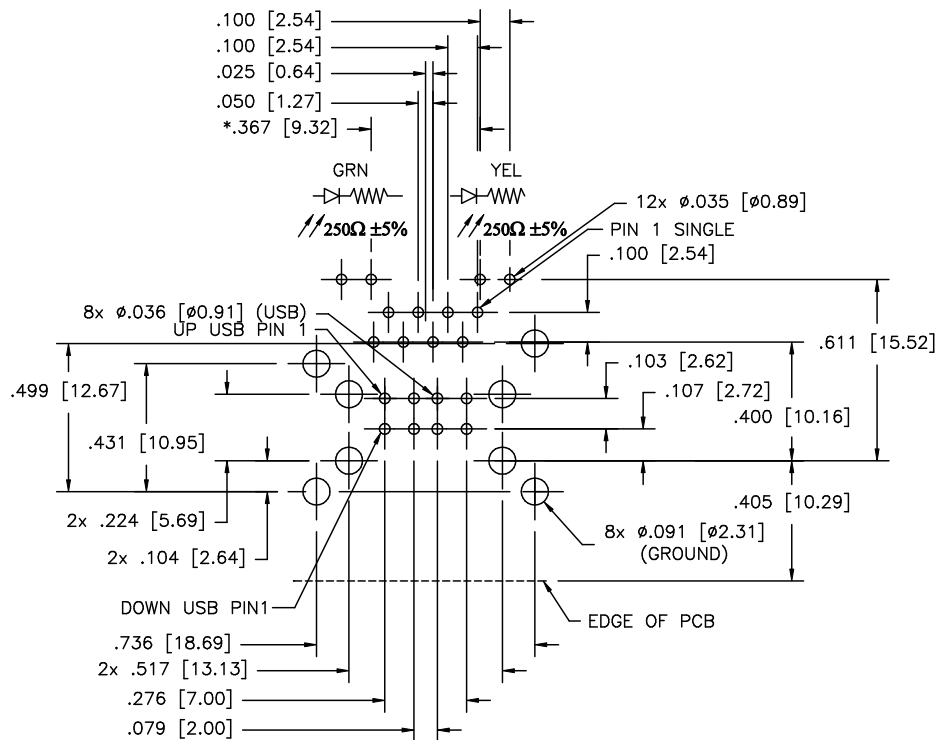 .100 [2.54]
.100 [2.54]
.025 [0.64]
.050 [1.27]
*.367 [9.32]
GRN
YEL
250Ω ±5%
250Ω ±5%
12x ø.035 [ø0.89]
PIN 1 SINGLE
.100 [2.54]
8x ø.036 [ø0.91] (USB)
UP USB PIN 1
.611 [15.52]
.499 [12.67]
.103 [2.62]
.107 [2.72]
.400 [10.16]
.431 [10.95]
.405 [10.29]
2x .224 [5.69]
2x .104 [2.64]
8x ø.091 [ø2.31]
(GROUND)
DOWN USB PIN1
EDGE OF PCB
.736 [18.69]
2x .517 [13.13]
.276 [7.00]
.079 [2.00]